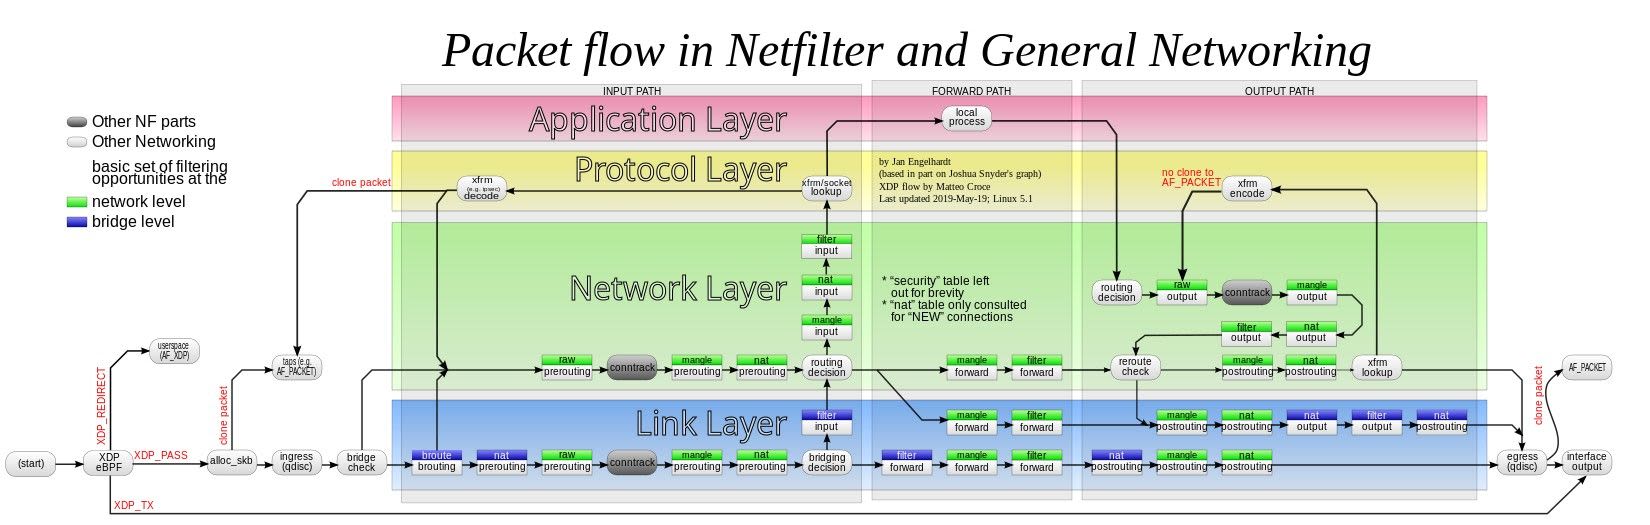 Packet flow in Netfilter and General Networking
INPUT PATH
FORWARD PATH
OUTPUT PATH
Other NF parts
Other Networking
basic set of filtering
opportunities at the
network level
bridge level
Application Layer
local
process
Protocol Layer
by Jan Engelhardt
(based in part on Joshua Snyder's graph)
XDP flow by Matteo Croce
Last updated 2019-May-19; Linux 5.1
clone packet
xfrm
(e.g. ipsec)
decode
xfrm/socket
lookup
no clone to
AF_PACKET
xfrm
encode
Network Layer
filter
input
nat
input
mangle
input
* “security” table left
out for brevity
* “nat” table only consulted
for “NEW” connections
routing
decision
raw
output
conntrack
mangle
output
filter
output
nat
output
userspace
(AF_XDP)
taps (e.g.
AF_PACKET)
raw
prerouting
conntrack
mangle
prerouting
nat
prerouting
routing
decision
mangle
forward
filter
forward
reroute
check
mangle
postrouting
nat
postrouting
xfrm
lookup
AF_PACKET
XDP_REDIRECT
clone packet
clone packet
Link Layer
filter
input
mangle
forward
filter
forward
mangle
postrouting
nat
postrouting
nat
output
filter
output
nat
postrouting
(start)
XDP
eBPF
XDP_PASS
alloc_skb
ingress
(qdisc)
bridge
check
broute
brouting
nat
prerouting
raw
prerouting
conntrack
mangle
prerouting
nat
prerouting
bridging
decision
filter
forward
mangle
forward
filter
forward
nat
postrouting
mangle
postrouting
nat
postrouting
egress
(qdisc)
interface
output
XDP_TX